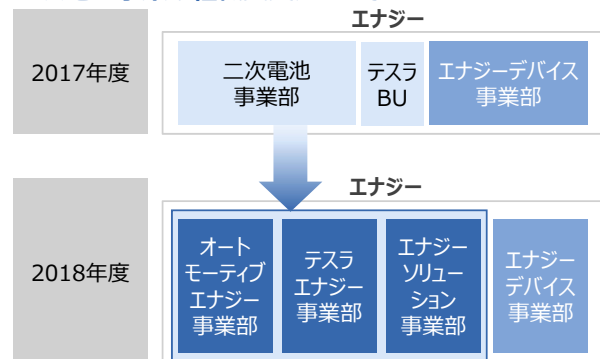 エナジー
2017年度
二次電池
事業部
テスラ
BU
エナジーデバイス
事業部
エナジー
2018年度
オート
モーティブ
エナジー
事業部
テスラ
エナジー
事業部
エナジー
ソリュー
ション
事業部
エナジー
デバイス
事業部